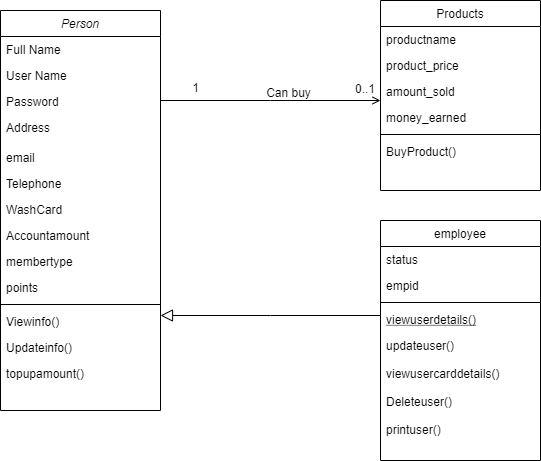 Person
Full Name
User Name
Password
Address
email
Telephone
WashCard
Accountamount
membertype
points
Viewinfo()
Updateinfo()
topupamount()
1
Can buy
0..1
Products
productname
product_price
amount_sold
money_earned
BuyProduct()
employee
status
empid
viewuserdetails()
updateuser()
viewusercarddetails()
Deleteuser()
printuser()